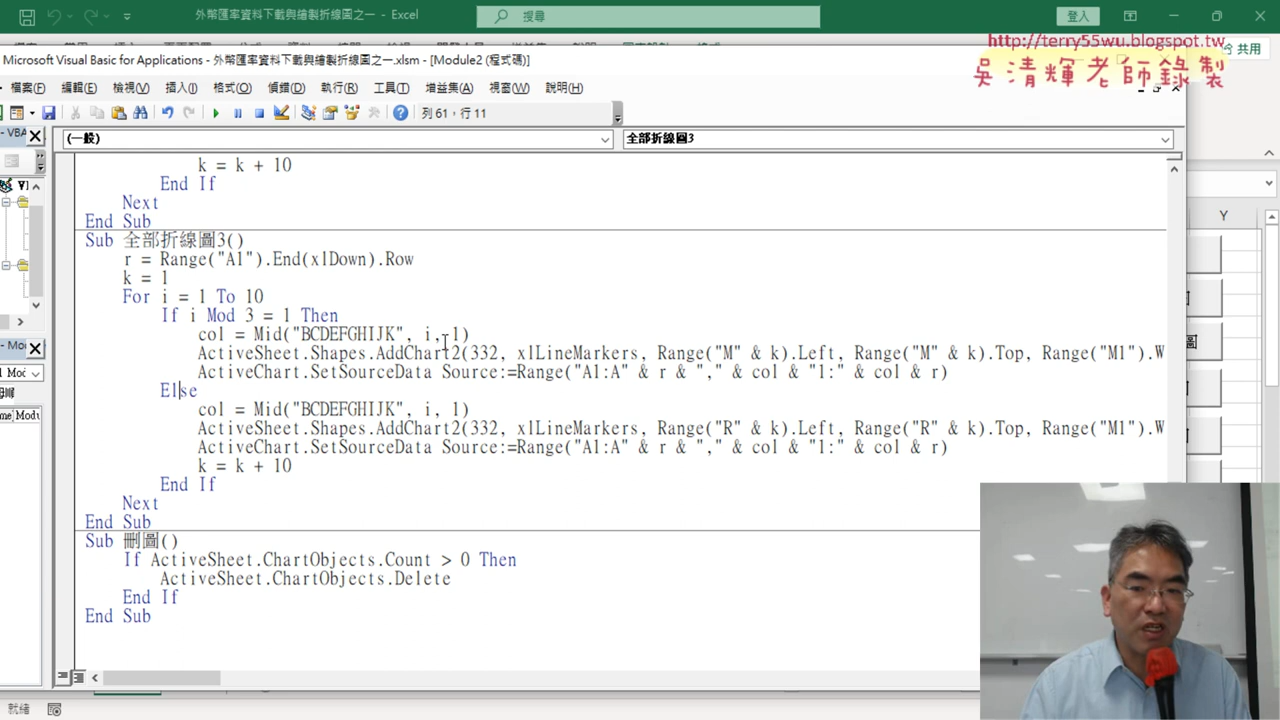 外幣匯率資料下載與繪製折線圖之一 - Excel
搜尋
登入
http://terry55wu.blogspot.tw
吳清輝老師錄製
共用
Microsoft Visual Basic for Applications - 外幣匯率資料下載與繪製折線圖之一.xlsm - [Module2 (程式碼)]
檔案(F) 編輯(E) 檢視(V) 插入(I) 格式(O) 偵錯(D) 執行(R) 工具(T) 增益集(A) 視窗(W) 說明(H)
列 61，行 11
- VBA
(一般)
全部折線圖3
k = k + 10
End If
Next
End Sub
Sub 全部折線圖3()
r = Range("A1").End(xlDown).Row
k = 1
For i = 1 To 10
If i Mod 3 = 1 Then
col = Mid("BCDEFGHIJK", i, 1)
ActiveSheet.Shapes.AddChart2(332, xlLineMarkers, Range("M" & k).Left, Range("M" & k).Top, Range("M1").W
ActiveChart.SetSourceData Source:=Range("A1:A" & r & "," & col & "1:" & col & r)
Else
col = Mid("BCDEFGHIJK", i, 1)
ActiveSheet.Shapes.AddChart2(332, xlLineMarkers, Range("R" & k).Left, Range("R" & k).Top, Range("M1").W
ActiveChart.SetSourceData Source:=Range("A1:A" & r & "," & col & "1:" & col & r)
k = k + 10
End If
Next
End Sub
Sub 刪圖()
If ActiveSheet.ChartObjects.Count > 0 Then
ActiveSheet.ChartObjects.Delete
End If
End Sub
Y
圖
就緒